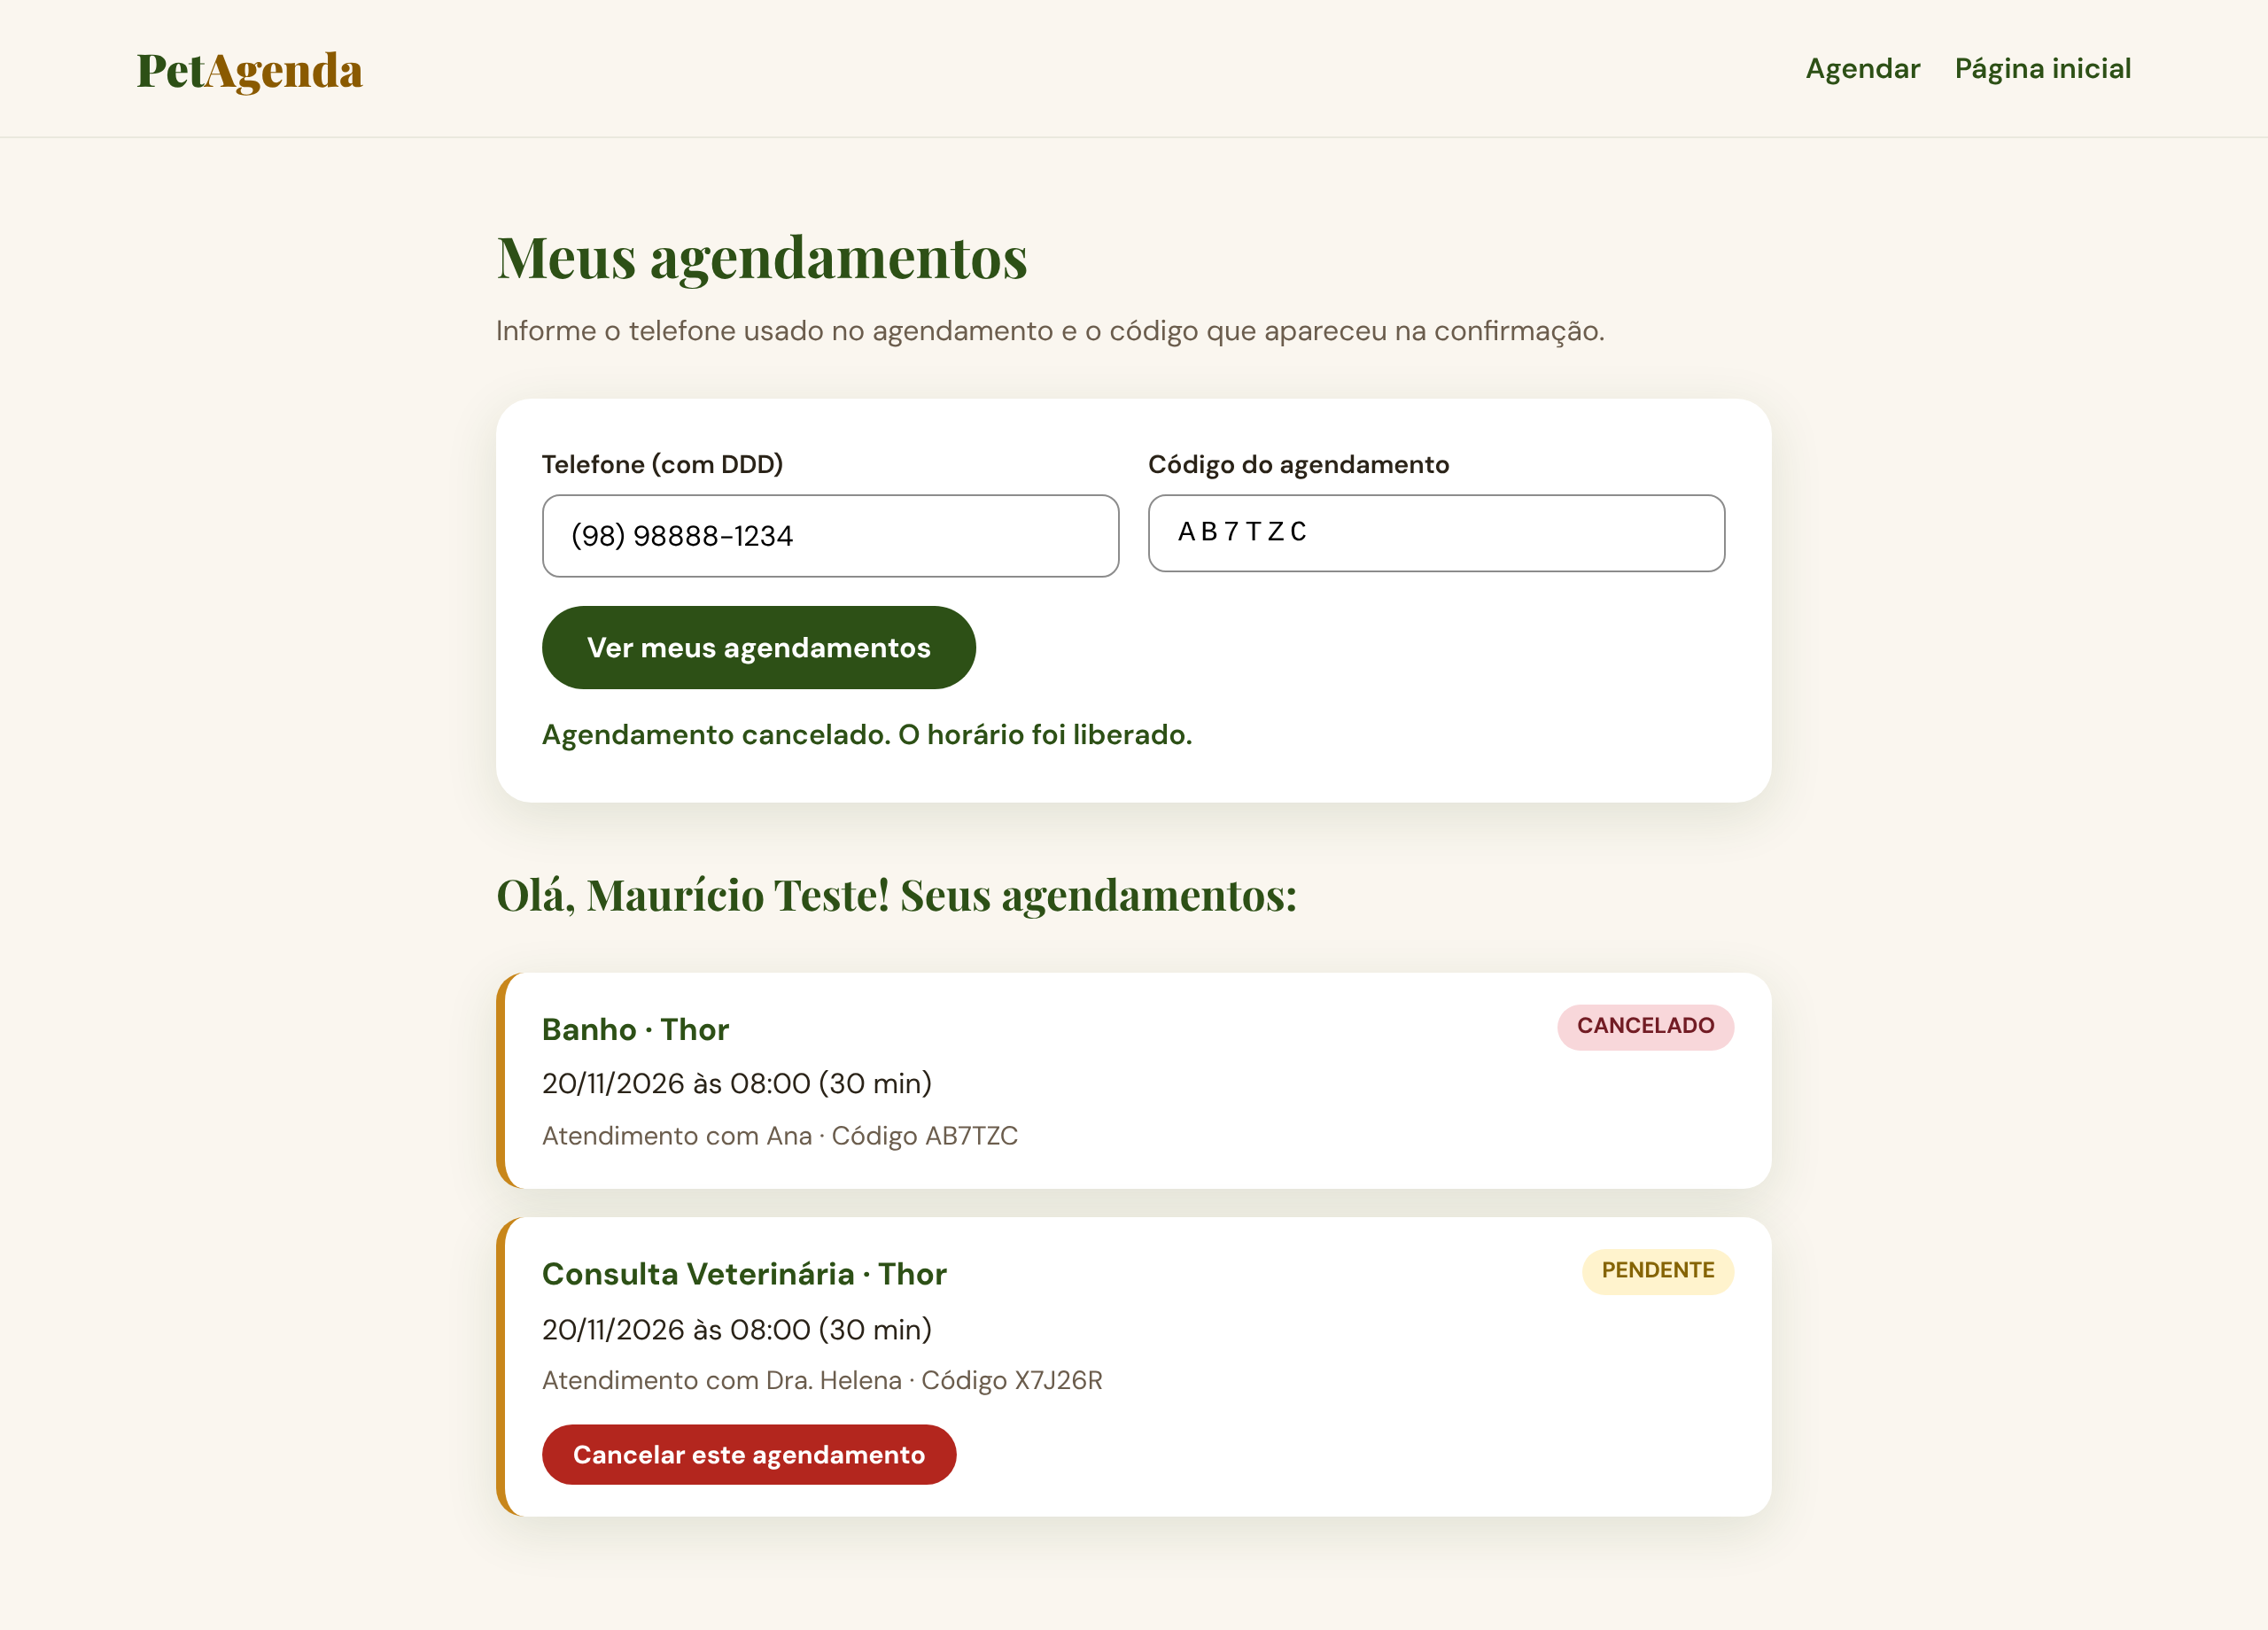 PetAgenda
Agendar
Página inicial
Meus agendamentos
Informe o telefone usado no agendamento e o código que apareceu na confirmação.
Telefone (com DDD)
Código do agendamento
(98) 98888-1234
AB7TZC
Ver meus agendamentos
Agendamento cancelado. O horário foi liberado.
Olá, Maurício Teste! Seus agendamentos:
Banho · Thor
CANCELADO
20/11/2026 às 08:00 (30 min)
Atendimento com Ana · Código AB7TZC
Consulta Veterinária · Thor
PENDENTE
20/11/2026 às 08:00 (30 min)
Atendimento com Dra. Helena · Código X7J26R
Cancelar este agendamento